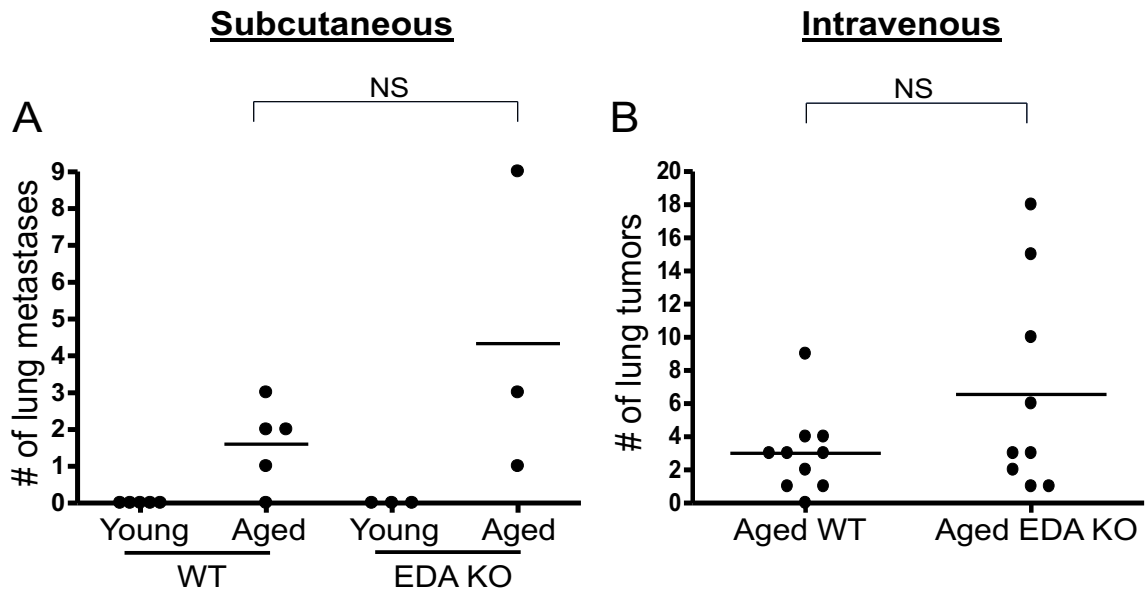 Subcutaneous
NS
A
# of lung metastases
9
8
7
6
5
4
3
2
1
0
Young Aged Young Aged
WT EDA KO
Intravenous
NS
B
# of lung tumors
20
18
16
14
12
10
8
6
4
2
0
Aged WT Aged EDA KO